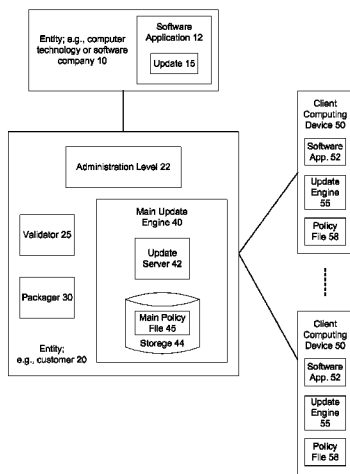 Entity; e.g., computer
technology or software
company 10
Software
Application 12
Update 15
Administration Level 22
Validator 25
Packager 30
Entity;
e.g., customer 20
Main Update
Engine 40
Update
Server 42
Main Policy
File 45
Storage 44
Client
Computing
Device 50
Software
App. 52
Update
Engine
55
Policy
File 58
Client
Computing
Device 50
Software
App. 52
Update
Engine
55
Policy
File 58